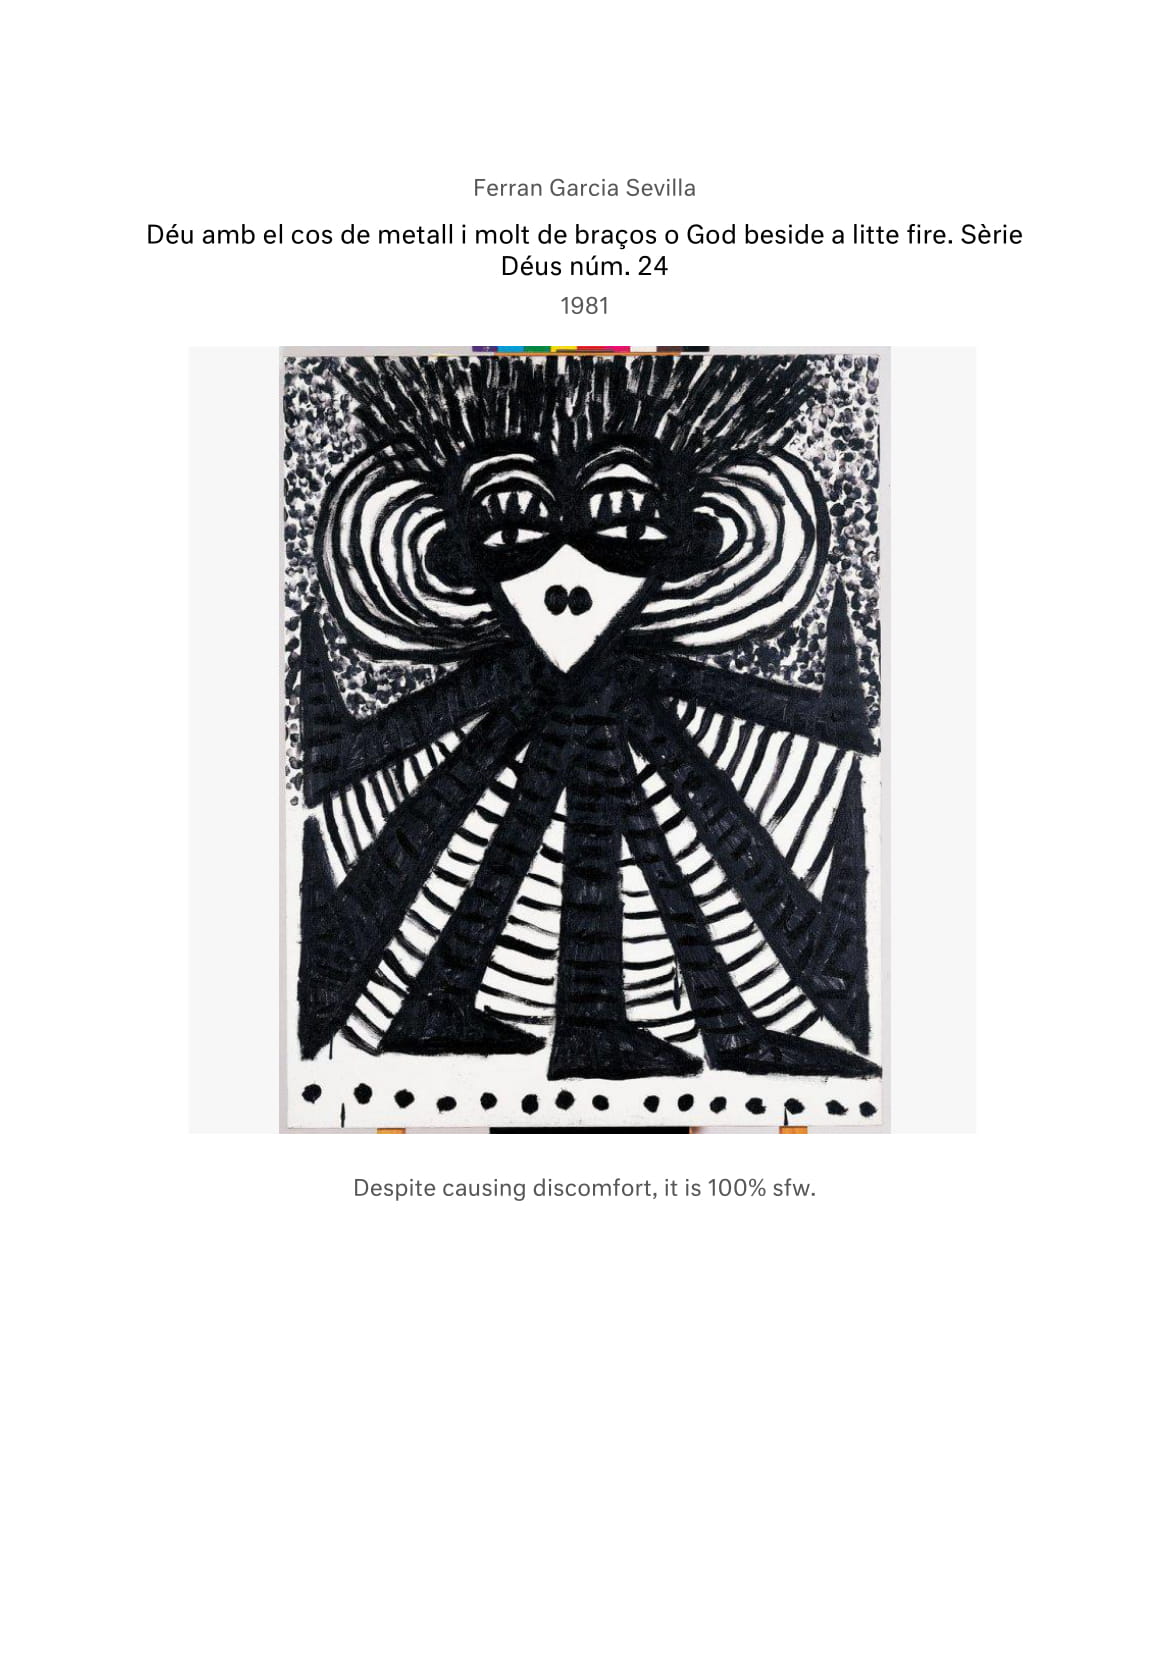 Ferran Garcia Sevilla
Déu amb el cos de metall i molt de braços o God beside a litte fire. Sèrie
Déus núm. 24
1981
Despite causing discomfort, it is 100% sfw.